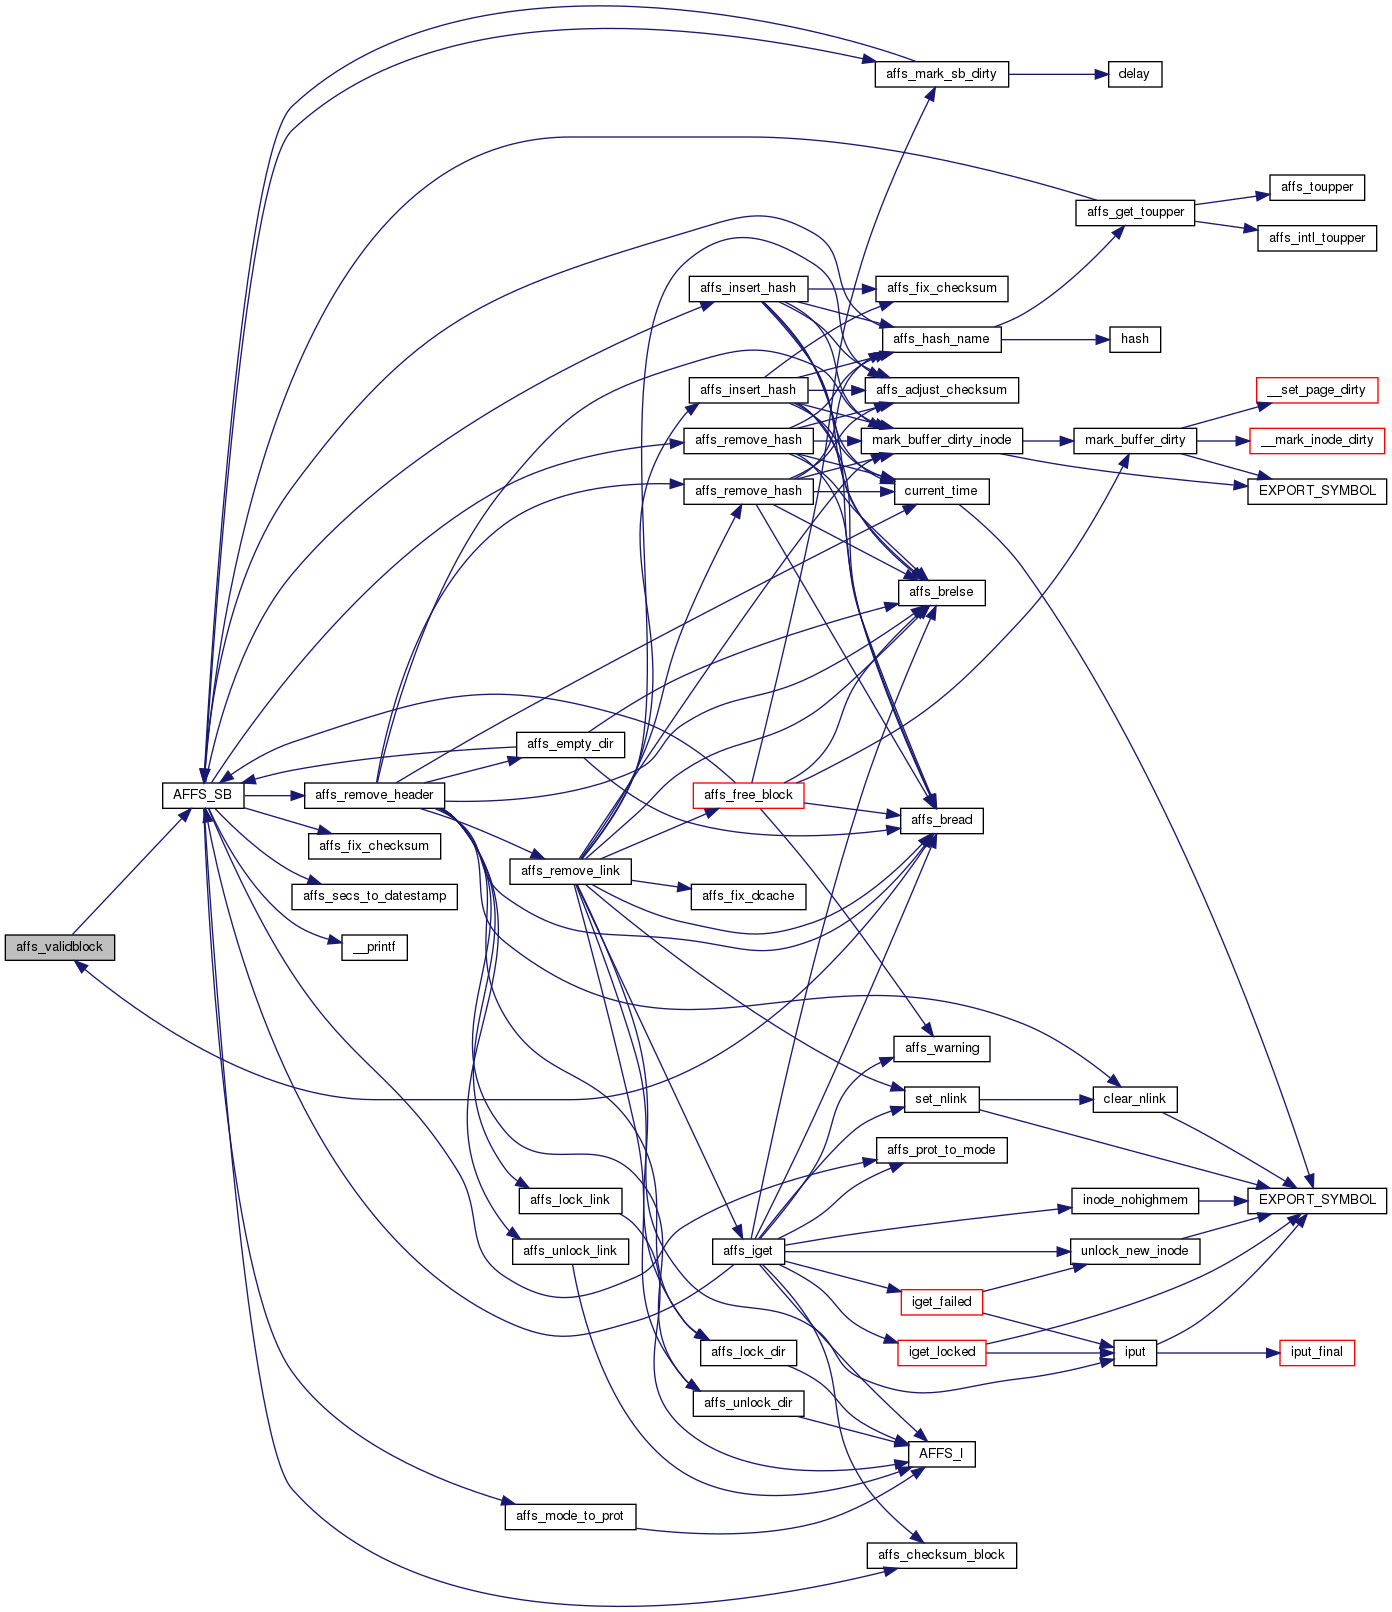 affs_mark_sb_dirty
delay
affs_toupper
affs_get_toupper
affs_intl_toupper
affs_insert_hash
affs_fix_checksum
affs_hash_name
hash
affs_insert_hash
affs_adjust_checksum
__set_page_dirty
affs_remove_hash
mark_buffer_dirty_inode
mark_buffer_dirty
__mark_inode_dirty
affs_remove_hash
current_time
EXPORT_SYMBOL
affs_brelse
affs_empty_dir
AFFS_SB
affs_remove_header
affs_free_block
affs_bread
affs_fix_checksum
affs_remove_link
affs_secs_to_datestamp
affs_fix_dcache
affs_validblock
__printf
affs_warning
set_nlink
clear_nlink
affs_prot_to_mode
affs_lock_link
inode_nohighmem
EXPORT_SYMBOL
affs_unlock_link
affs_iget
unlock_new_inode
iget_failed
affs_lock_dir
iget_locked
iput
iput_final
affs_unlock_dir
AFFS_I
affs_mode_to_prot
affs_checksum_block